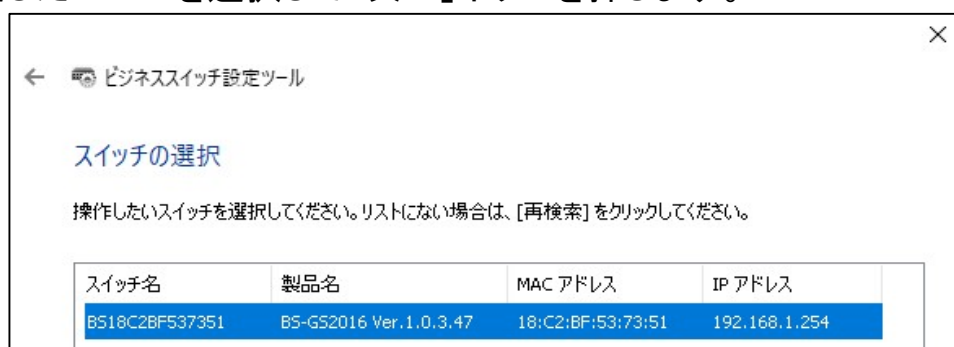 ビジネススイッチ設定ツール
スイッチの選択
操作したいスイッチを選択してください。リストにない場合は、[再検索]をクリックしてください。
スイッチ名 製品名 MAC アドレス IP アドレス
BS18C2BF537351 BS-GS2016 Ver.1.0.3.47 18:C2:BF:53:73:51 192.168.1.254